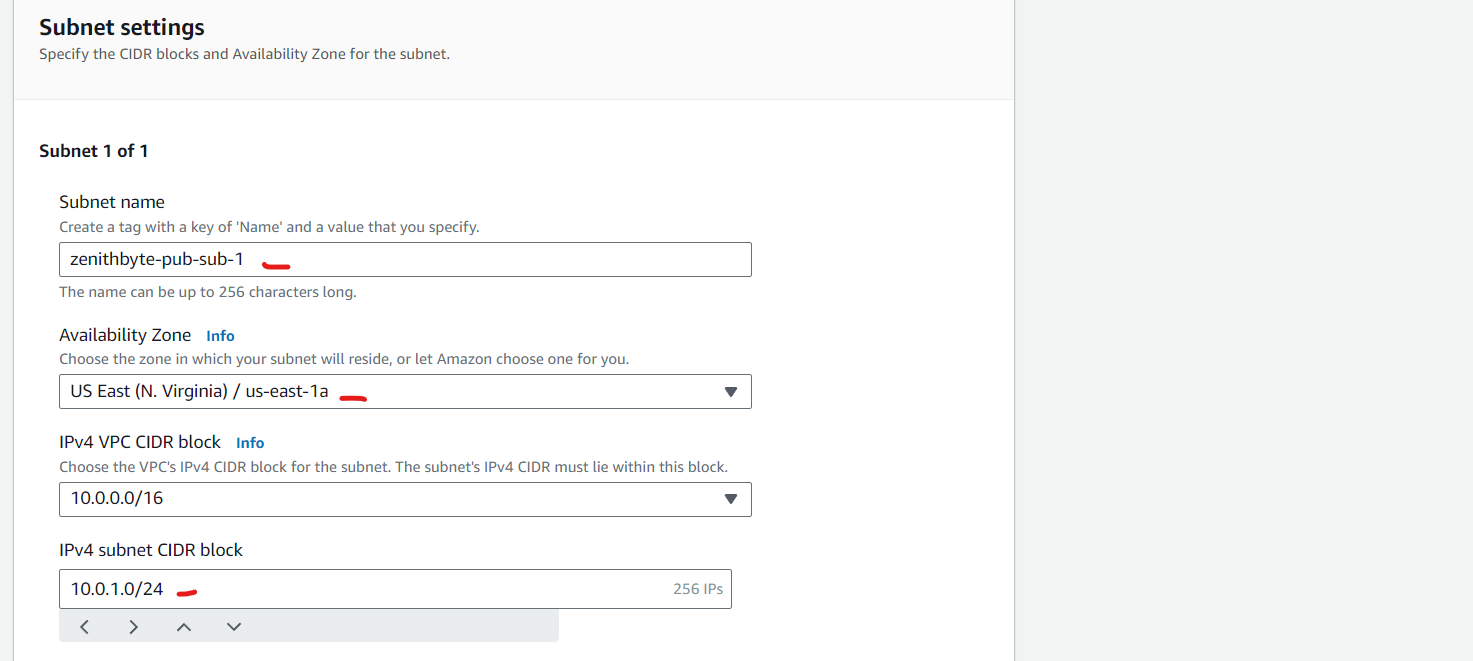 Subnet settings
Specify the CIDR blocks and Availability Zone for the subnet.
Subnet 1 of 1
Subnet name
Create a tag with a key of 'Name' and a value that you specify.
zenithbyte-pub-sub-1
The name can be up to 256 characters long.
Availability Zone Info
Choose the zone in which your subnet will reside, or let Amazon choose one for you.
US East (N. Virginia) / us-east-1a
IPv4 VPC CIDR block Info
Choose the VPC's IPv4 CIDR block for the subnet. The subnet's IPv4 CIDR must lie within this block.
10.0.0.0/16
IPv4 subnet CIDR block
10.0.1.0/24 256 IPs